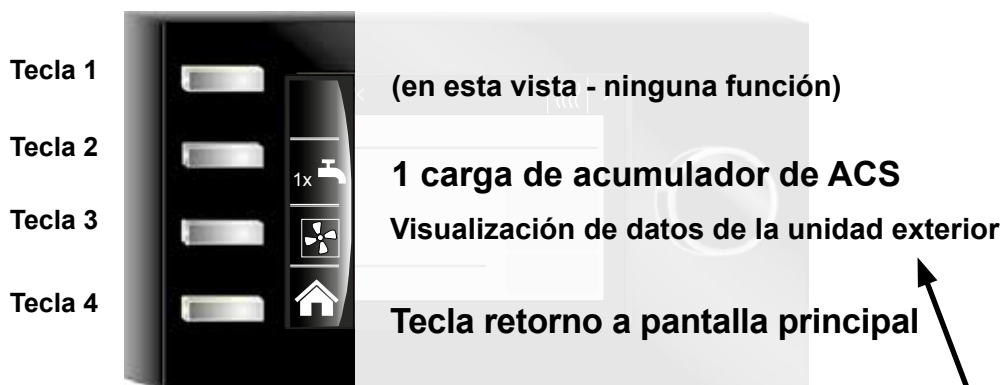 Tecla 1
(en esta vista - ninguna función)
Tecla 2
1x
1 carga de acumulador de ACS
Tecla 3
Visualización de datos de la unidad exterior
Tecla 4
Tecla retorno a pantalla principal